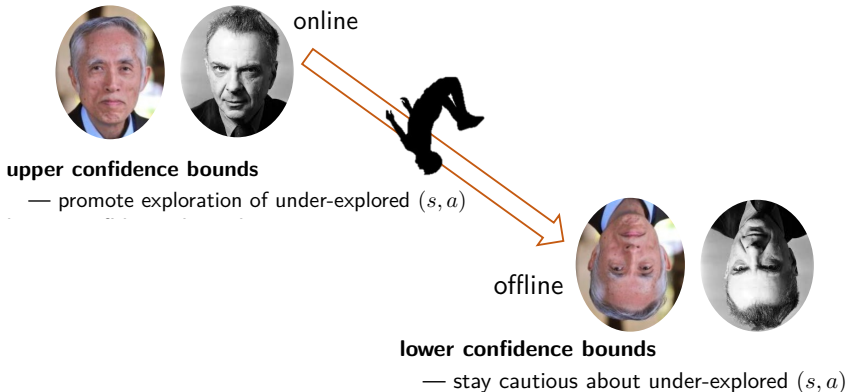 online
upper confidence bounds
— promote exploration of under-explored (s, a)
offline
lower confidence bounds
— stay cautious about under-explored (s, a)